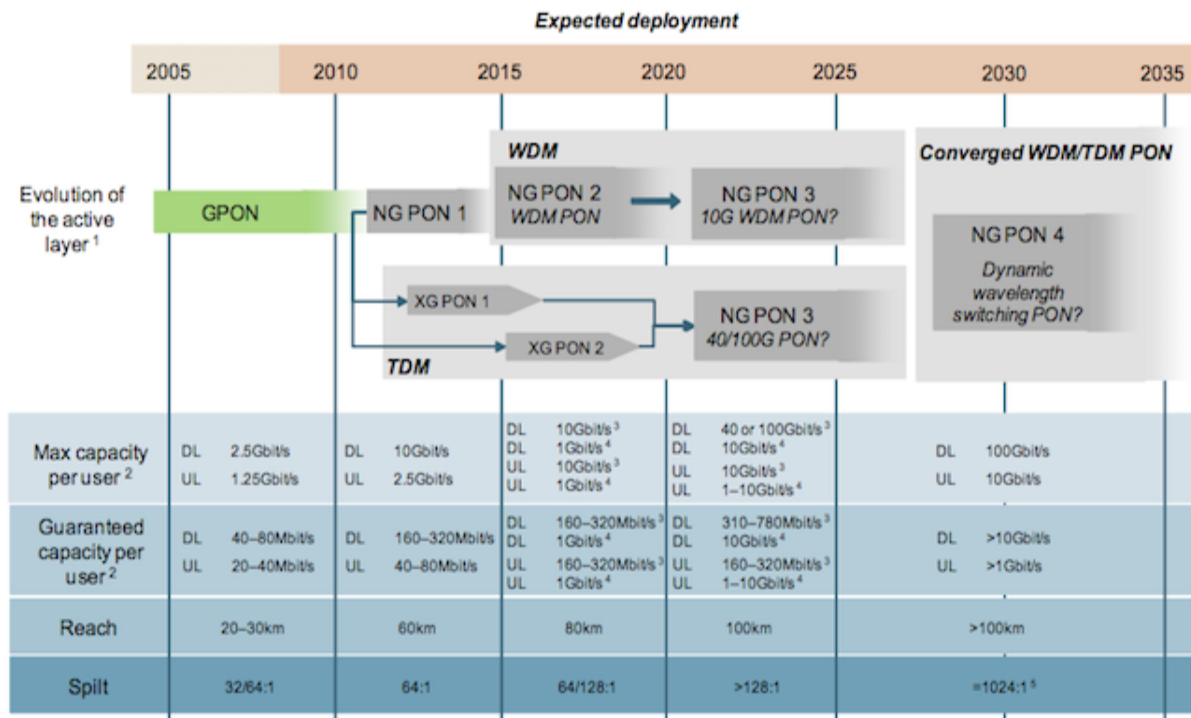 Expected deployment
2005 2010 2015 2020 2025 2030 2035
WDM
Converged WDM/TDM PON
Evolution of
the active
layer 1
GPON
NG PON 1
NG PON 2
WDM PON
NG PON 3
10G WDM PON?
NG PON 4
Dynamic
wavelength
switching PON?
XG PON 1
XG PON 2
NG PON 3
40/100G PON?
TDM
Max capacity
per user 2
DL 2.5Gbit/s
UL 1.25Gbit/s
DL 10Gbit/s
UL 2.5Gbit/s
DL 10Gbit/s 3
DL 1Gbit/s 4
UL 10Gbit/s 3
UL 1Gbit/s 4
DL 40 or 100Gbit/s 3
DL 10Gbit/s 4
UL 10Gbit/s 3
UL 1–10Gbit/s 4
DL 100Gbit/s
UL 10Gbit/s
Guaranteed
capacity per
user 2
DL 40–80Mbit/s
UL 20–40Mbit/s
DL 160–320Mbit/s
UL 40–80Mbit/s
DL 160–320Mbit/s 3
DL 1Gbit/s 4
UL 160–320Mbit/s 3
UL 1Gbit/s 4
DL 310–780Mbit/s 3
DL 10Gbit/s 4
UL 160–320Mbit/s 3
UL 1–10Gbit/s 4
DL >10Gbit/s
UL >1Gbit/s
Reach 20–30km 60km 80km 100km >100km
Spilt 32/64:1 64:1 64/128:1 >128:1 =1024:1 5